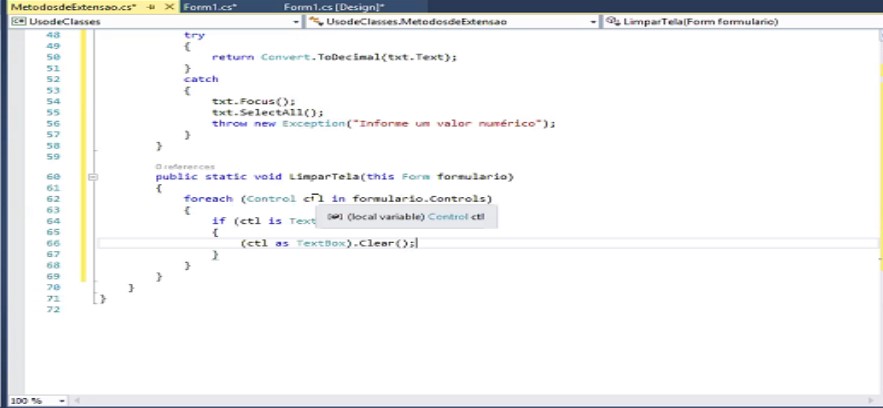 MetodosdeExtensao.cs* Form1.cs* Form1.cs [Design]*
UsodeClasses UsodeClasses.MetodosdeExtensao LimparTela(Form formulario)
48 try
49 {
50 return Convert.ToDecimal(txt.Text);
51 }
52 catch
53 {
54 txt.Focus();
55 txt.SelectAll();
56 throw new Exception("Informe um valor numérico");
57 }
58 }
59
0 references
60 public static void LimparTela(this Form formulario)
61 {
62 foreach (Control ctl in formulario.Controls)
63 {
(local variable) Control ctl
64 if (ctl is Text
65 {
66 (ctl as TextBox).Clear();
67 }
68 }
69 }
70 }
71 }
72
100 %